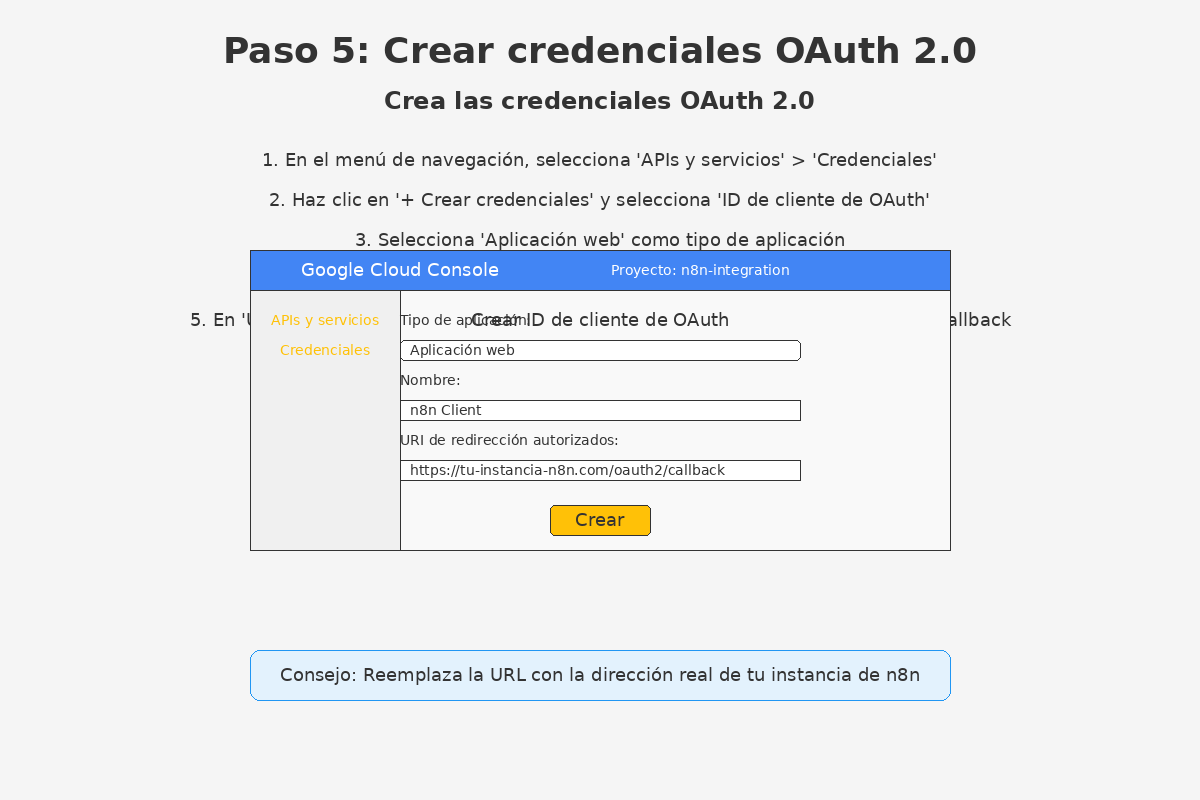 Paso 5: Crear credenciales OAuth 2.0
Crea las credenciales OAuth 2.0
1. En el menú de navegación, selecciona 'APIs y servicios' > 'Credenciales'
2. Haz clic en '+ Crear credenciales' y selecciona 'ID de cliente de OAuth'
3. Selecciona 'Aplicación web' como tipo de aplicación
Google Cloud Console
Proyecto: n8n-integration
5. En
APIs y servicios
Tipo de aplicación:
Crear ID de cliente de OAuth
Credenciales
Aplicación web
Nombre:
n8n Client
URI de redirección autorizados:
https://tu-instancia-n8n.com/oauth2/callback
Crear
Consejo: Reemplaza la URL con la dirección real de tu instancia de n8n